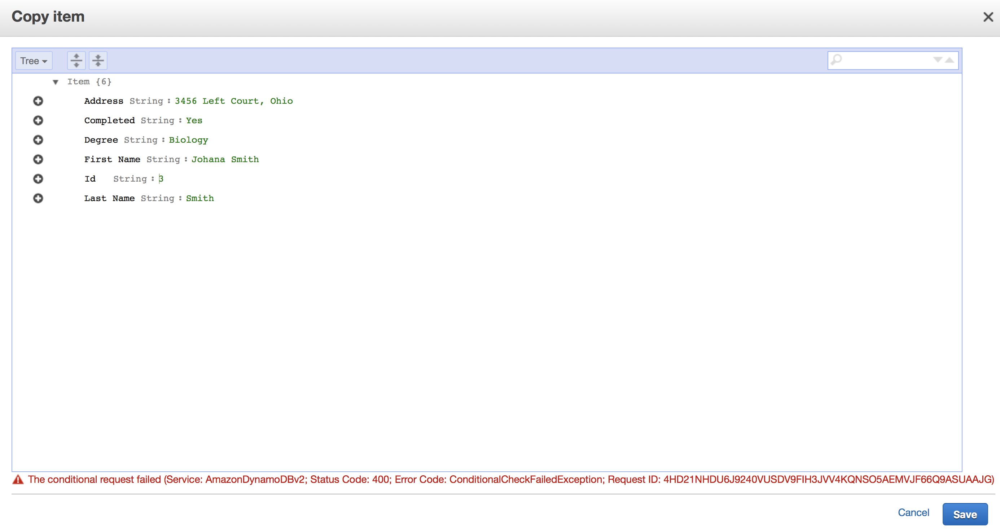 Copy item
Tree
Item {6}
Address String : 3456 Left Court, Ohio
Completed String : Yes
Degree String : Biology
First Name String : Johana Smith
Id String : 3
Last Name String : Smith
The conditional request failed (Service: AmazonDynamoDBv2; Status Code: 400; Error Code: ConditionalCheckFailedException; Request ID: 4HD21NHDU6J9240VUSDV9FIH3JVV4KQNSO5AEMVJF66Q9ASUAAJG)
Cancel
Save